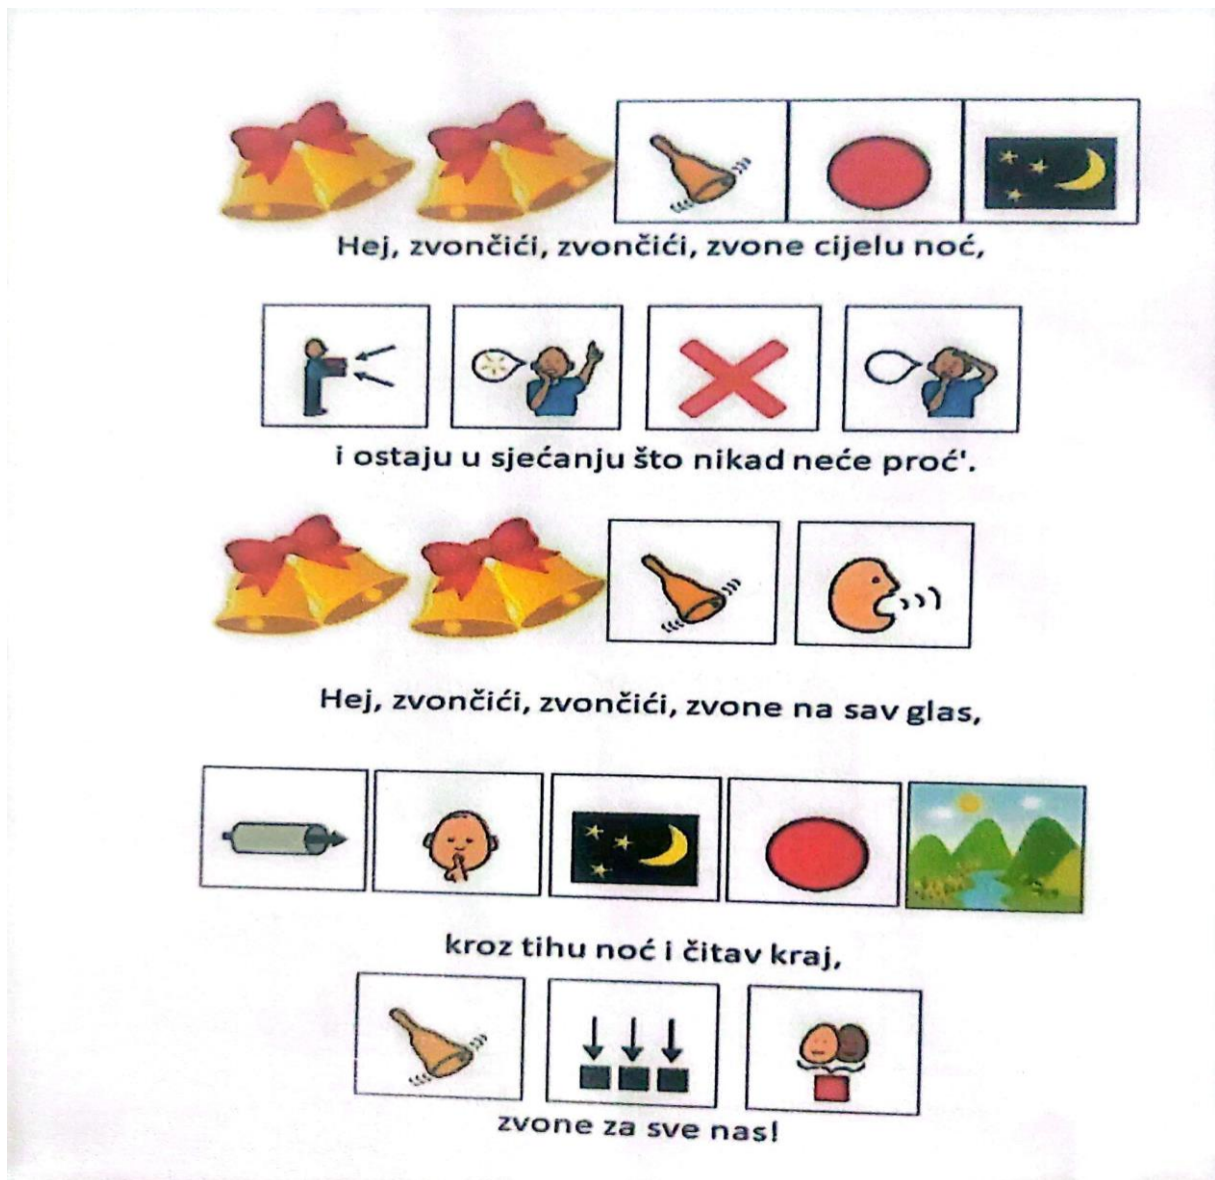 Hej, zvončići, zvončići, zvone cijelu noć,
i ostaju u sjećanju što nikad neće proć'.
Hej, zvončići, zvončići, zvone na sav glas,
kroz tihu noć i čitav kraj,
zvone za sve nas!